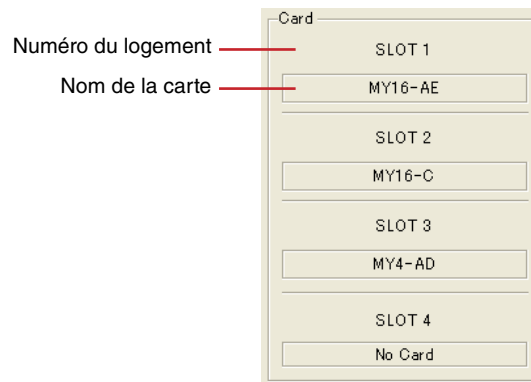 Card
Numéro du logement
SLOT 1
Nom de la carte
MY16-AE
SLOT 2
MY16-C
SLOT 3
MY4-AD
SLOT 4
No Card